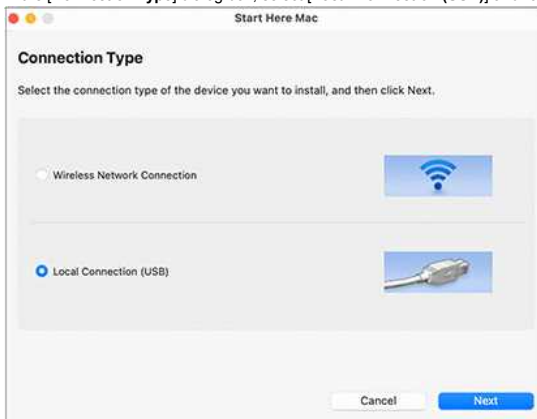 Start Here Mac
Connection Type
Select the connection type of the device you want to install, and then click Next.
Wireless Network Connection
Local Connection (USB)
Cancel
Next